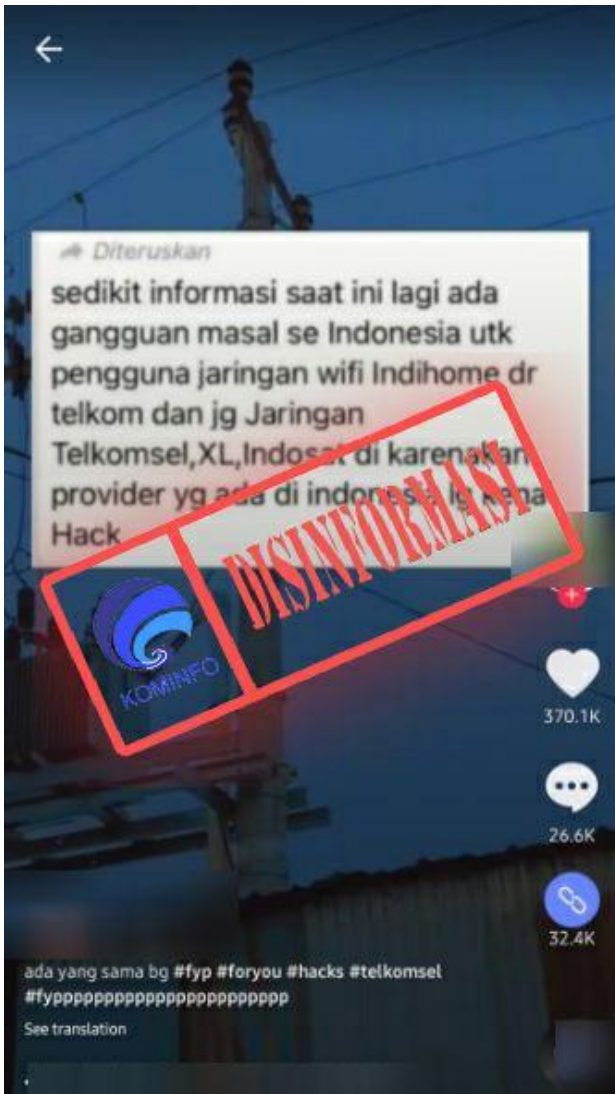 Diteruskan
sedikit informasi saat ini lagi ada
gangguan masal se Indonesia utk
pengguna jaringan wifi Indihome dr
telkom dan jg Jaringan
Telkomsel,XL,Indosat di karenakan
provider yg ada di indonesia lg kena
Hack
DISINFORMASI
KOMINFO
370.1K
26.6K
32.4K
ada yang sama bg #fyp #foryou #hacks #telkomsel
#fyppppppppppppppppppppppp
See translation